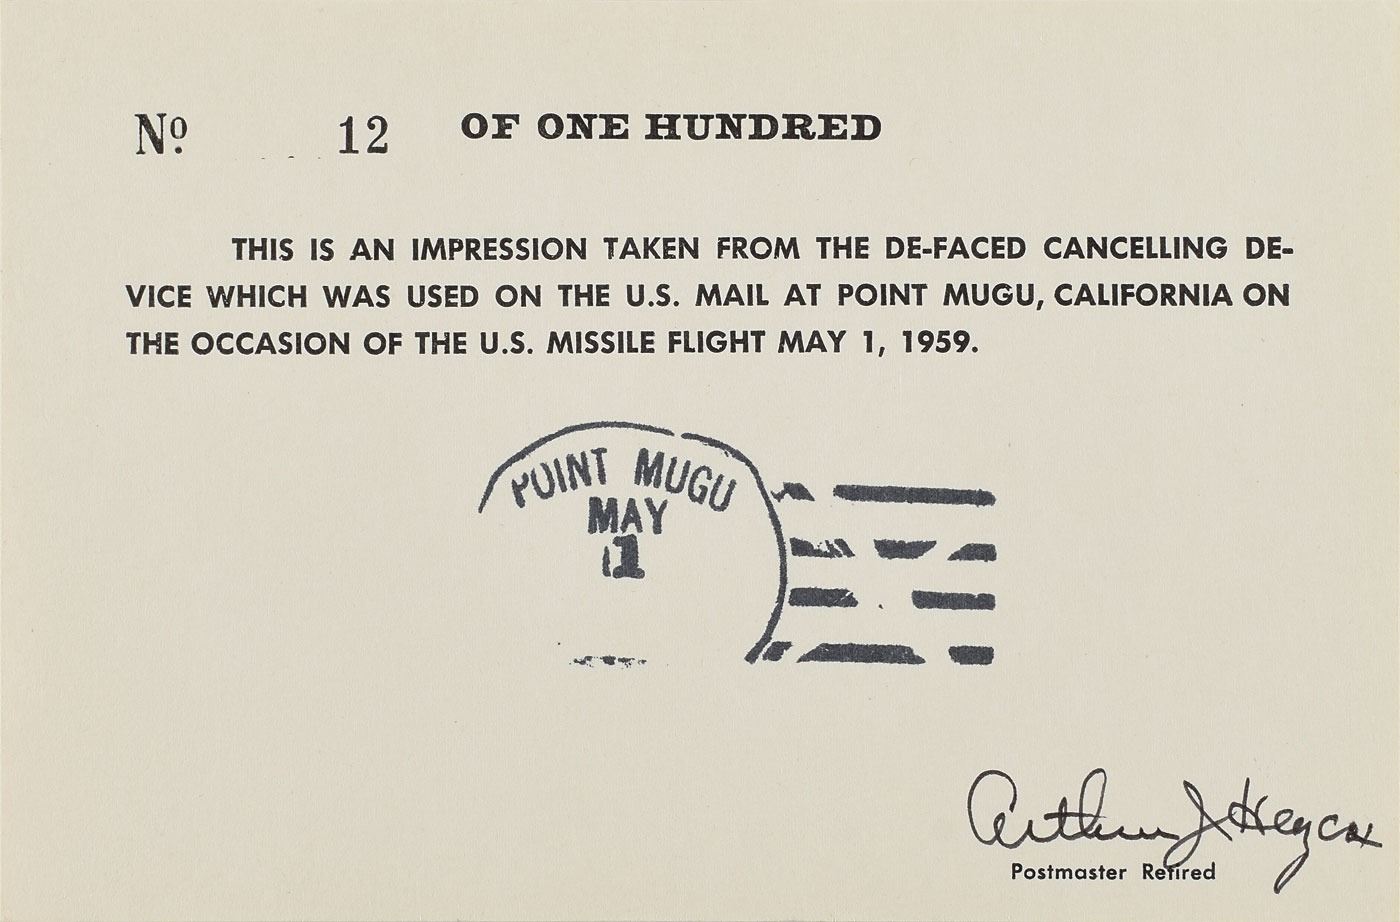 Nº 12 OF ONE HUNDRED
THIS IS AN IMPRESSION TAKEN FROM THE DE-FACED CANCELLING DE-
VICE WHICH WAS USED ON THE U.S. MAIL AT POINT MUGU, CALIFORNIA ON
THE OCCASION OF THE U.S. MISSILE FLIGHT MAY 1, 1959.
POINT MUGU
MAY
1
Arthur J Heycox
Postmaster Retired